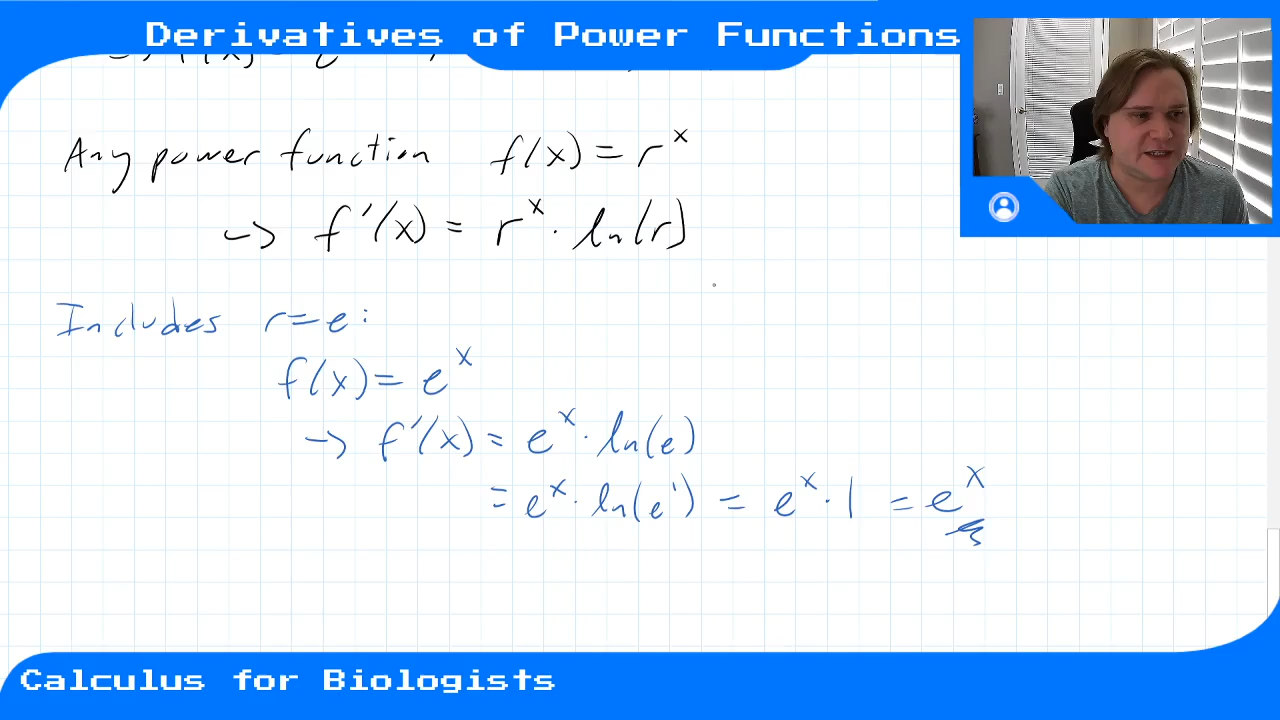 Derivatives of Power Functions
Any power function f(x) = r^x
→ f'(x) = r^x · ln(r)
Includes r=e:
f(x) = e^x
→ f'(x) = e^x · ln(e)
= e^x · ln(e^1) = e^x · 1 = e^x
Calculus for Biologists